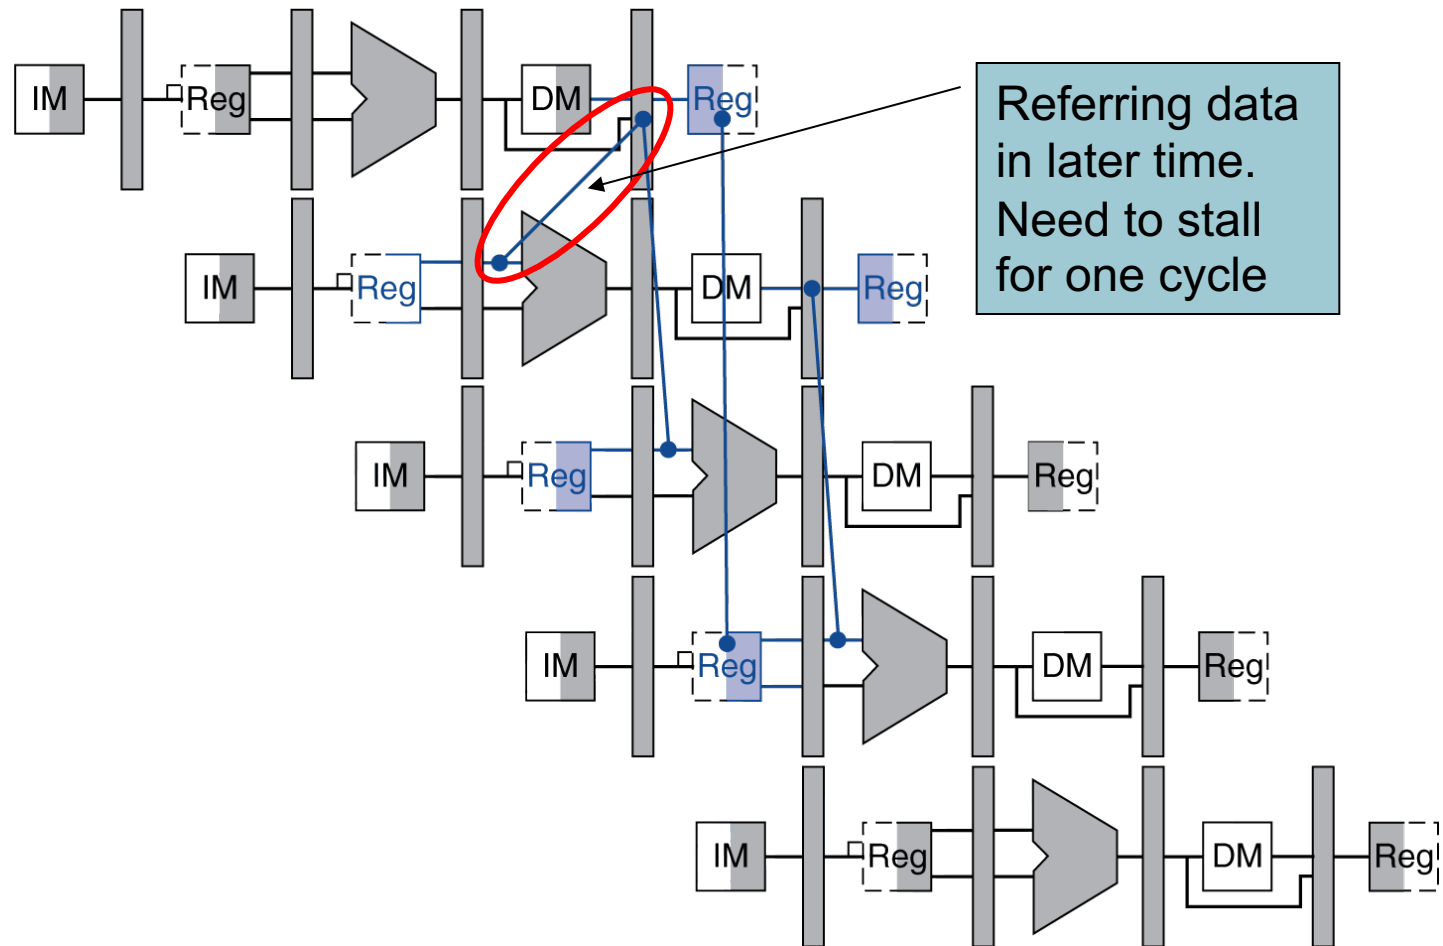 IM Reg DM Reg
Referring data
in later time.
Need to stall
for one cycle
IM Reg DM Reg
IM Reg DM Reg
IM Reg DM Reg
IM Reg DM Reg